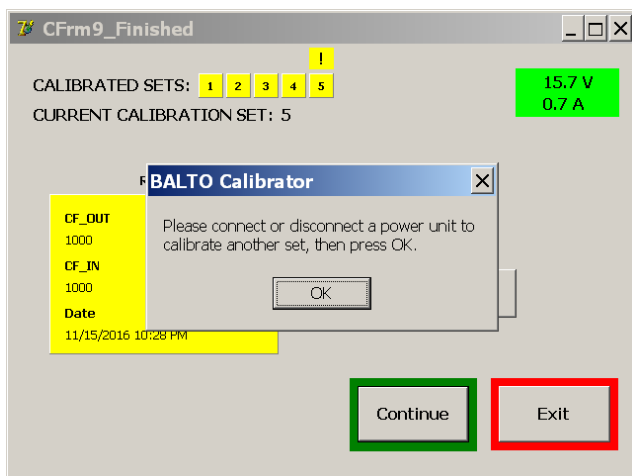 CFrm9_Finished
!
CALIBRATED SETS: 1 2 3 4 5
CURRENT CALIBRATION SET: 5
15.7 V
0.7 A
BALTO Calibrator
Please connect or disconnect a power unit to
calibrate another set, then press OK.
OK
CF_OUT
1000
CF_IN
1000
Date
11/15/2016 10:28 PM
Continue
Exit